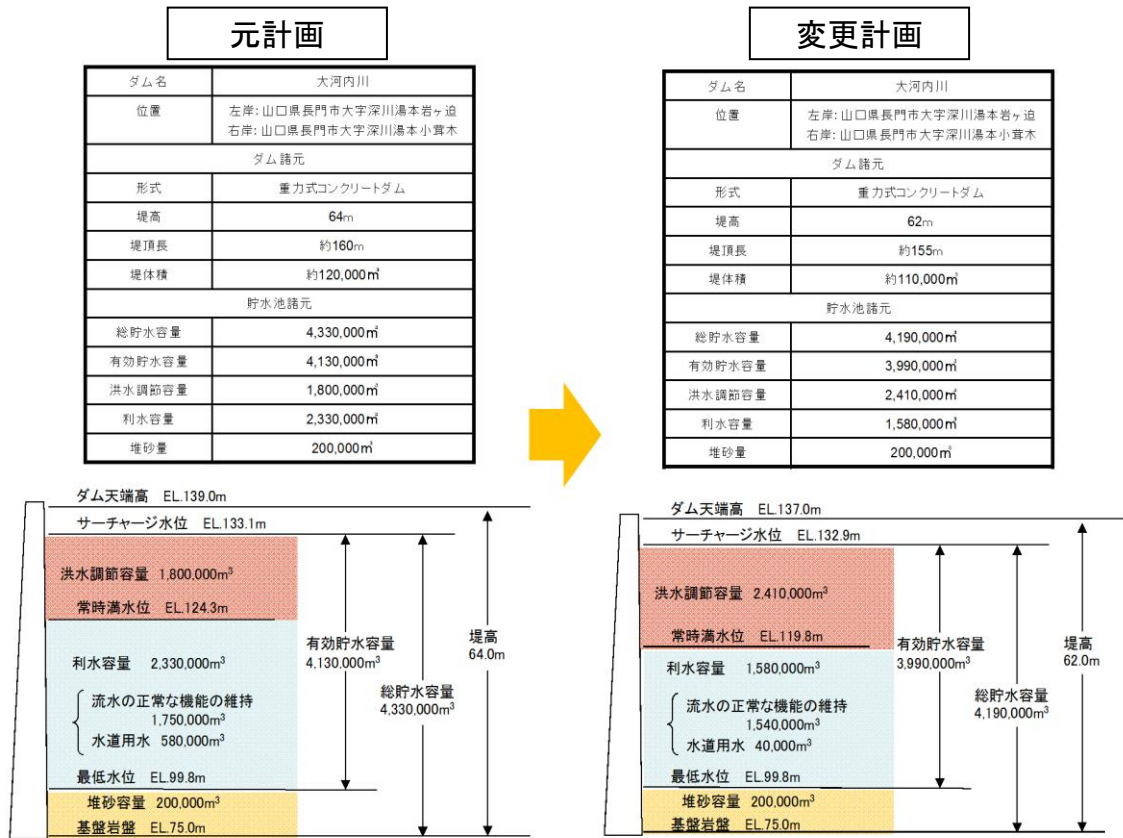 元計画
ダム名 大河内川
位置 左岸:山口県長門市大字深川湯本岩ヶ迫
右岸:山口県長門市大字深川湯本小茸木
ダム諸元
形式 重力式コンクリートダム
堤高 64m
堤頂長 約160m
堤体積 約120,000㎥
貯水池諸元
総貯水容量 4,330,000㎥
有効貯水容量 4,130,000㎥
洪水調節容量 1,800,000㎥
利水容量 2,330,000㎥
堆砂量 200,000㎥
ダム天端高 EL.139.0m
サーチャージ水位 EL.133.1m
洪水調節容量 1,800,000m³
常時満水位 EL.124.3m
利水容量 2,330,000m³
流水の正常な機能の維持
1,750,000m³
水道用水 580,000m³
最低水位 EL.99.8m
堆砂容量 200,000m³
基盤岩盤 EL.75.0m
有効貯水容量
4,130,000m³
総貯水容量
4,330,000m³
堤高
64.0m
変更計画
ダム名 大河内川
位置 左岸:山口県長門市大字深川湯本岩ヶ迫
右岸:山口県長門市大字深川湯本小茸木
ダム諸元
形式 重力式コンクリートダム
堤高 62m
堤頂長 約155m
堤体積 約110,000㎥
貯水池諸元
総貯水容量 4,190,000㎥
有効貯水容量 3,990,000㎥
洪水調節容量 2,410,000㎥
利水容量 1,580,000㎥
堆砂量 200,000㎥
ダム天端高 EL.137.0m
サーチャージ水位 EL.132.9m
洪水調節容量 2,410,000m³
常時満水位 EL.119.8m
利水容量 1,580,000m³
流水の正常な機能の維持
1,540,000m³
水道用水 40,000m³
最低水位 EL.99.8m
堆砂容量 200,000m³
基盤岩盤 EL.75.0m
有効貯水容量
3,990,000m³
総貯水容量
4,190,000m³
堤高
62.0m